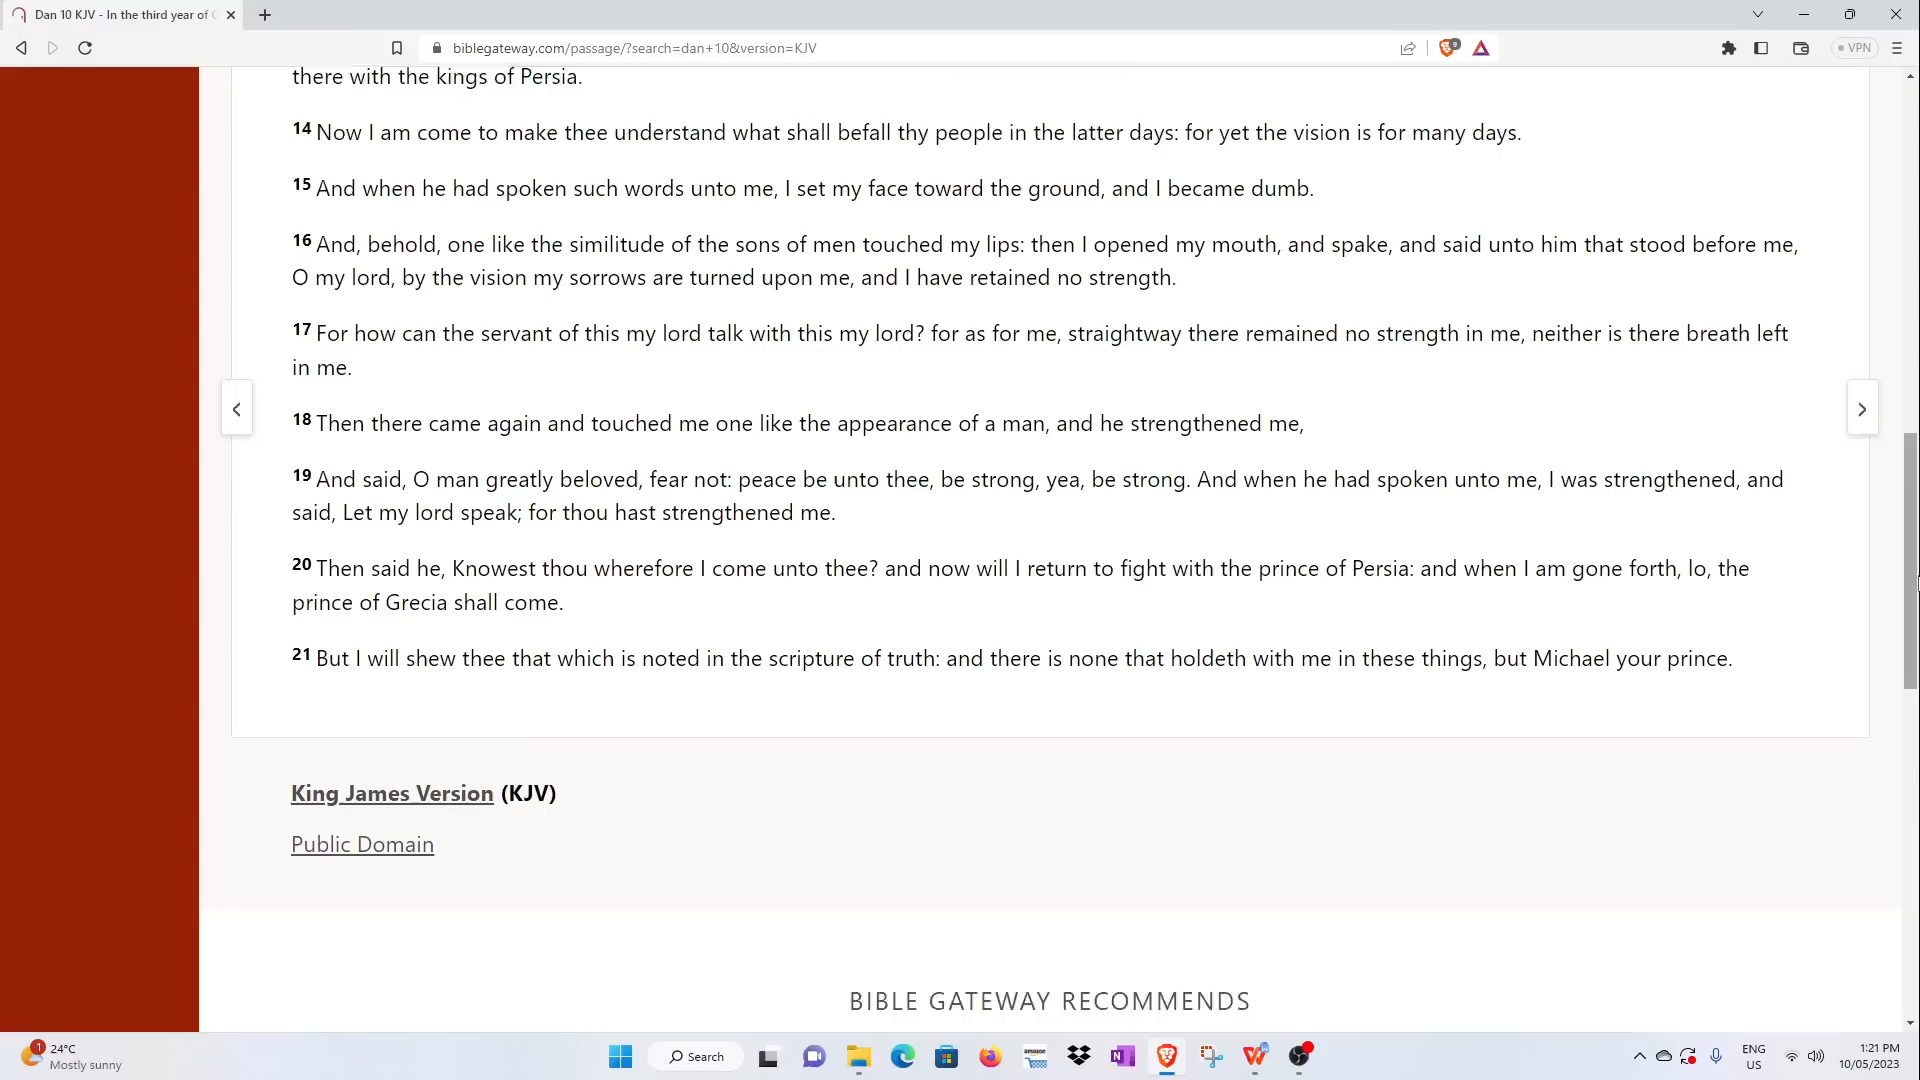 Dan 10 KJV - In the third year of C
biblegateway.com/passage/?search=dan+10&version=KJV
9
VPN
there with the kings of Persia.
14 Now I am come to make thee understand what shall befall thy people in the latter days: for yet the vision is for many days.
15 And when he had spoken such words unto me, I set my face toward the ground, and I became dumb.
16 And, behold, one like the similitude of the sons of men touched my lips: then I opened my mouth, and spake, and said unto him that stood before me,
O my lord, by the vision my sorrows are turned upon me, and I have retained no strength.
17 For how can the servant of this my lord talk with this my lord? for as for me, straightway there remained no strength in me, neither is there breath left
in me.
18 Then there came again and touched me one like the appearance of a man, and he strengthened me,
19 And said, O man greatly beloved, fear not: peace be unto thee, be strong, yea, be strong. And when he had spoken unto me, I was strengthened, and
said, Let my lord speak; for thou hast strengthened me.
20 Then said he, Knowest thou wherefore I come unto thee? and now will I return to fight with the prince of Persia: and when I am gone forth, lo, the
prince of Grecia shall come.
21 But I will shew thee that which is noted in the scripture of truth: and there is none that holdeth with me in these things, but Michael your prince.
King James Version (KJV)
Public Domain
BIBLE GATEWAY RECOMMENDS
1
24°C
Mostly sunny
Search
amazon
ENG
US
1:21 PM
10/05/2023